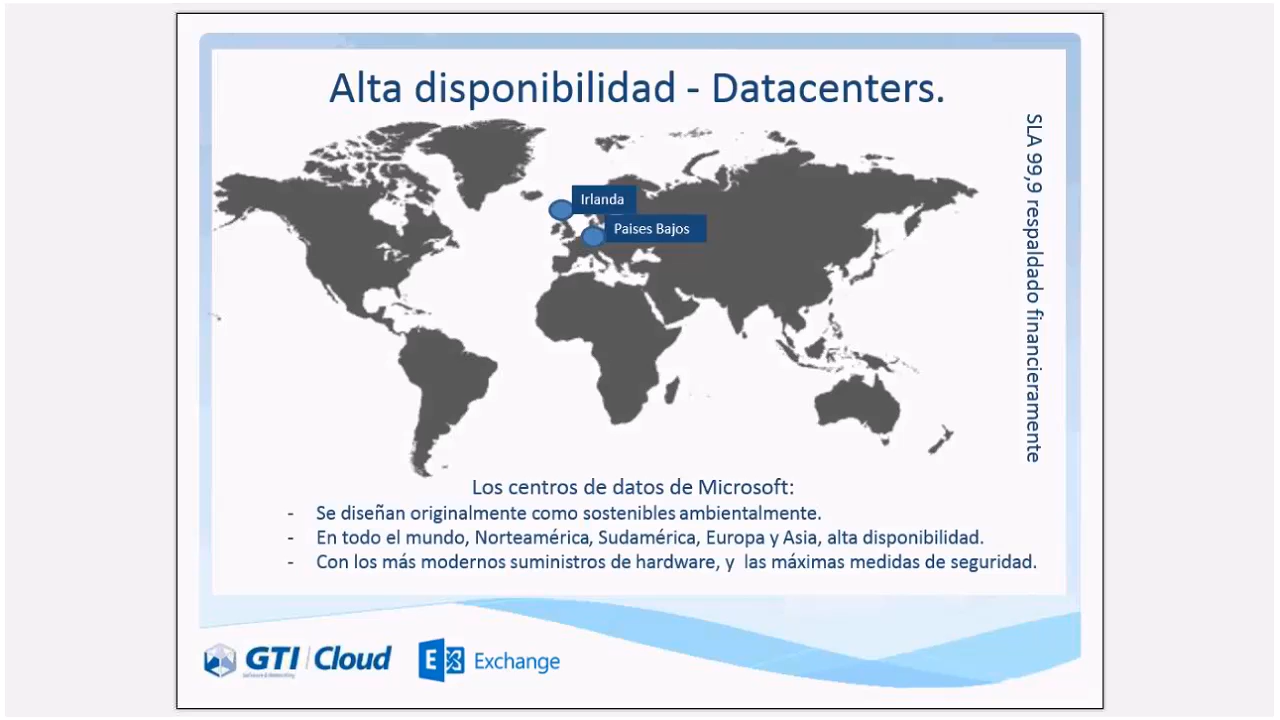 Alta disponibilidad - Datacenters.
SLA 99,9 respaldado financieramente
Irlanda
Paises Bajos
Los centros de datos de Microsoft:
- Se diseñan originalmente como sostenibles ambientalmente.
- En todo el mundo, Norteamérica, Sudamérica, Europa y Asia, alta disponibilidad.
- Con los más modernos suministros de hardware, y las máximas medidas de seguridad.
GTI Cloud
Software & Networking
E Exchange